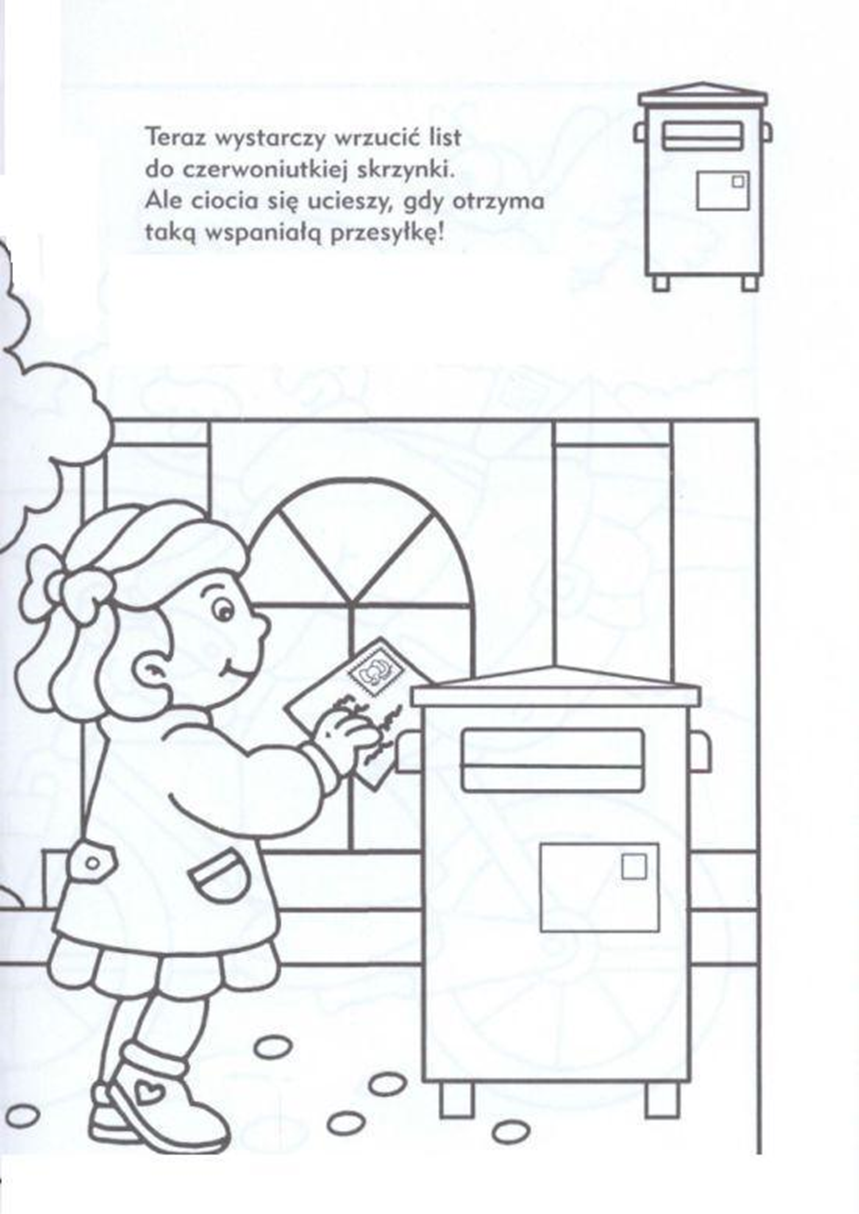 Teraz wystarczy wrzucić list
do czerwoniutkiej skrzynki.
Ale ciocia się ucieszy, gdy otrzyma
taką wspaniałą przesyłkę!